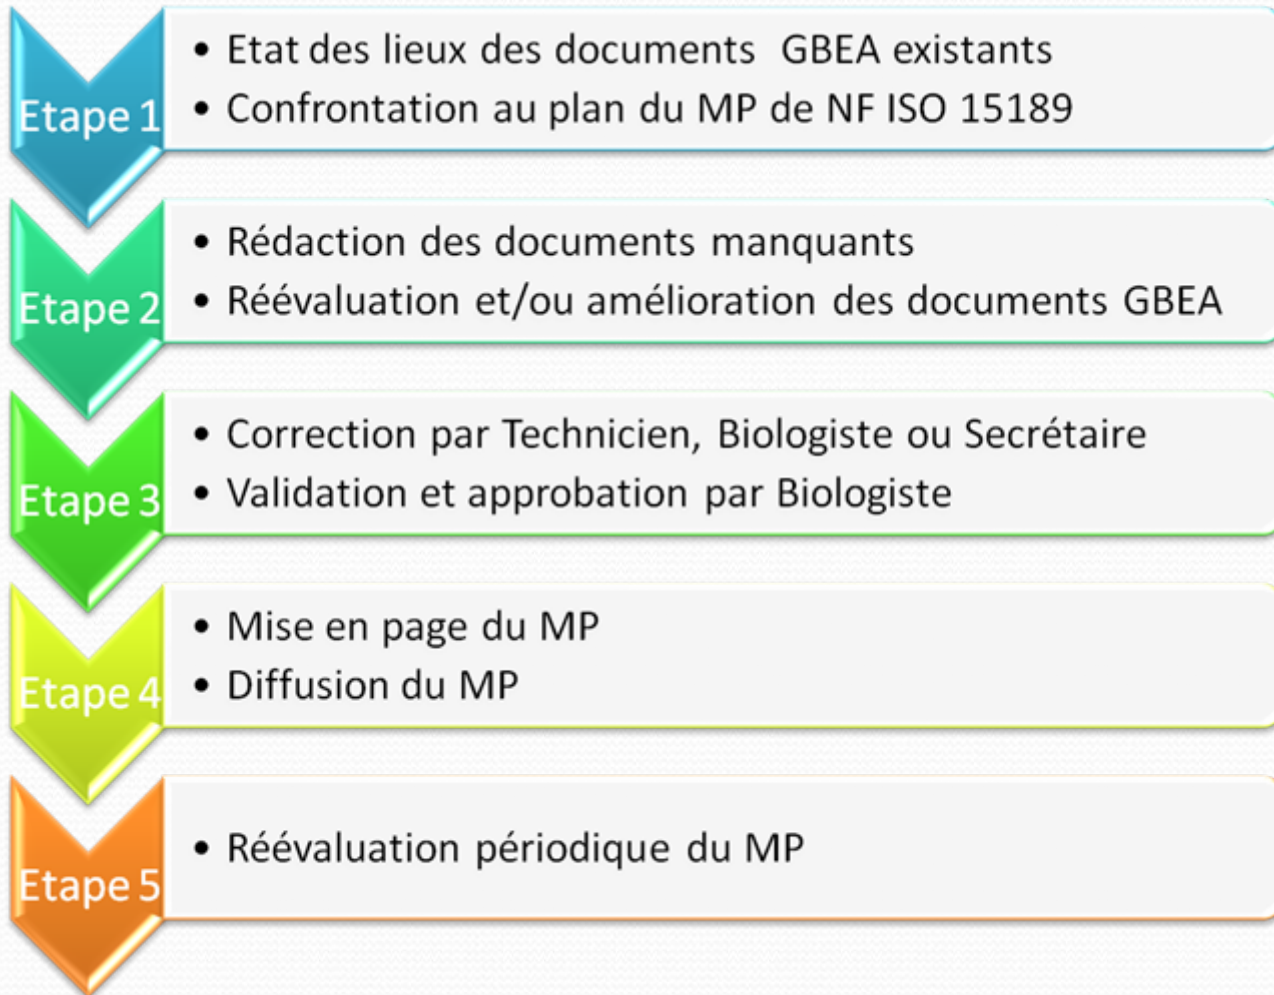 Etape 1
• Etat des lieux des documents GBEA existants
• Confrontation au plan du MP de NF ISO 15189
Etape 2
• Rédaction des documents manquants
• Réévaluation et/ou amélioration des documents GBEA
Etape 3
• Correction par Technicien, Biologiste ou Secrétaire
• Validation et approbation par Biologiste
Etape 4
• Mise en page du MP
• Diffusion du MP
Etape 5
• Réévaluation périodique du MP